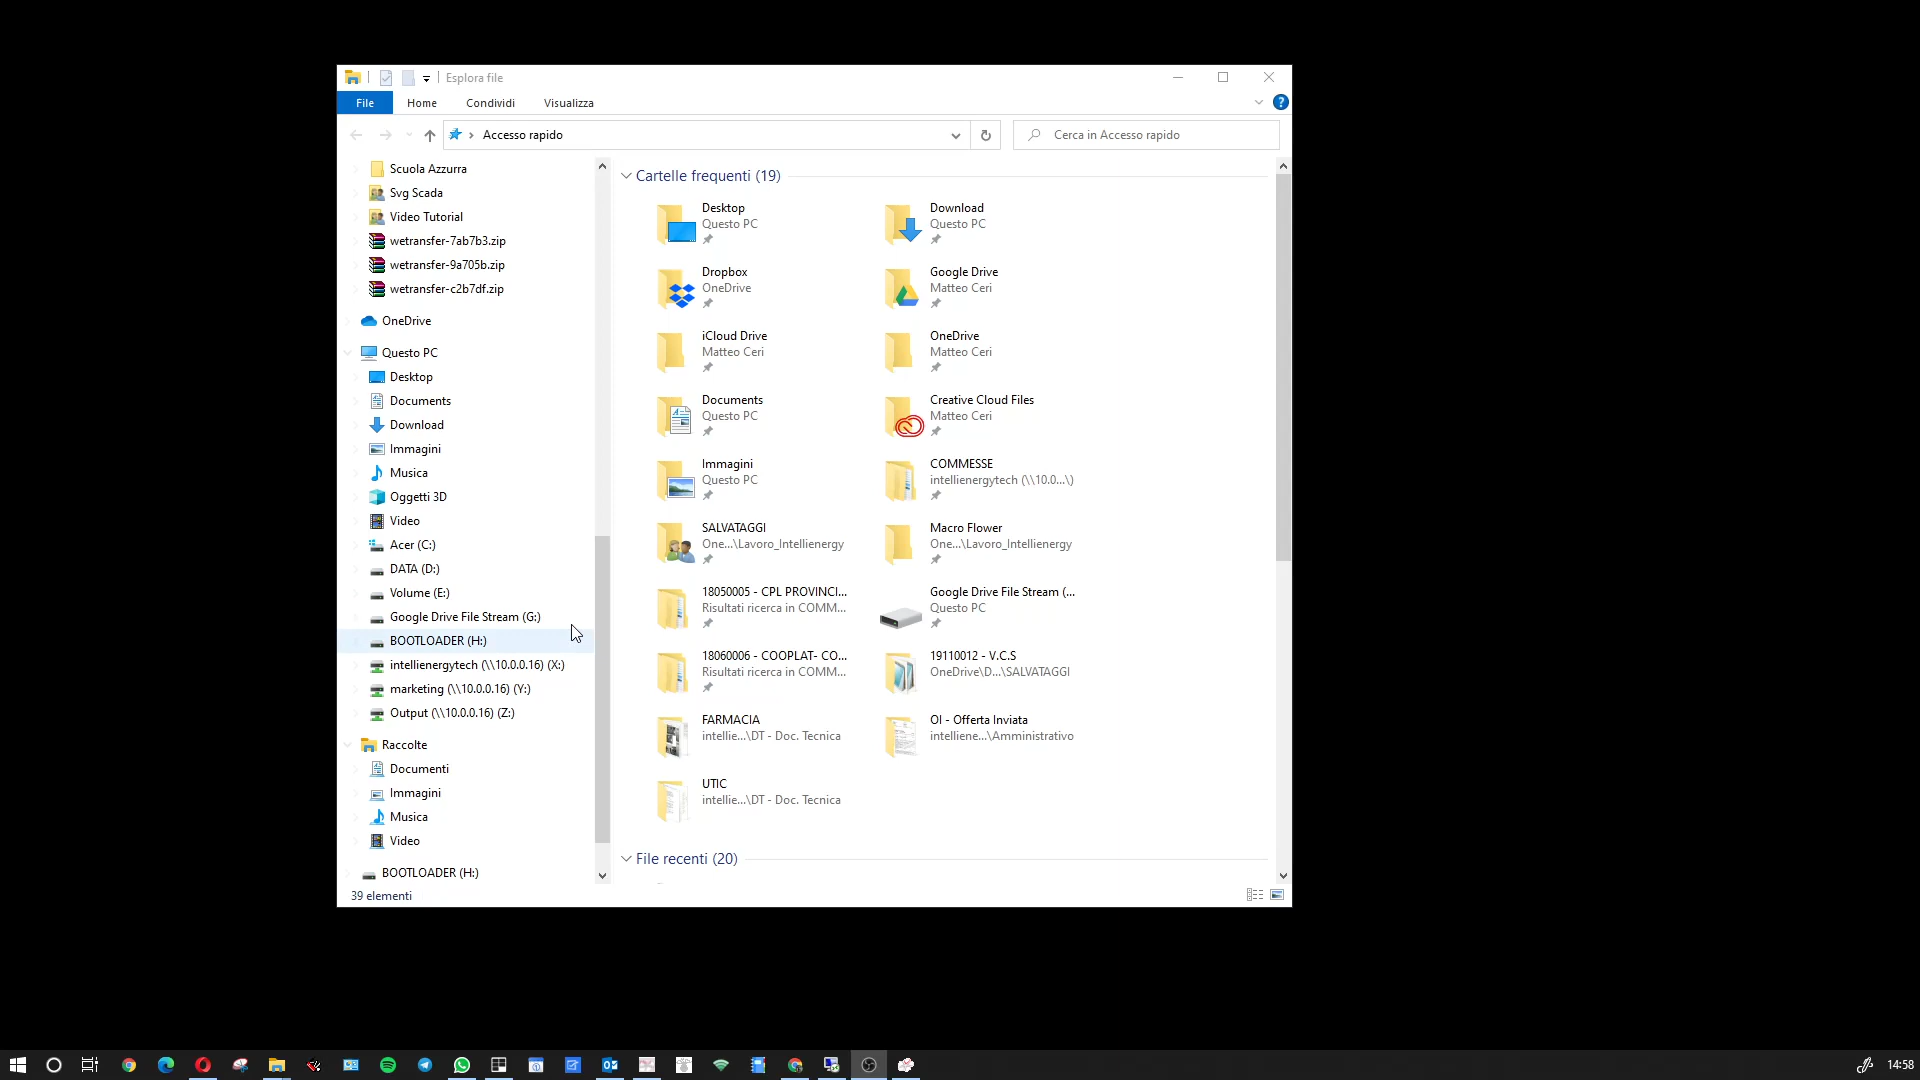 Esplora file
File Home Condividi Visualizza
Accesso rapido
Cerca in Accesso rapido
Scuola Azzurra
Svg Scada
Video Tutorial
wetransfer-7ab7b3.zip
wetransfer-9a705b.zip
wetransfer-c2b7df.zip
OneDrive
Questo PC
Desktop
Documents
Download
Immagini
Musica
Oggetti 3D
Video
Acer (C:)
DATA (D:)
Volume (E:)
Google Drive File Stream (G:)
BOOTLOADER (H:)
intellienergytech (\\10.0.0.16) (X:)
marketing (\\10.0.0.16) (Y:)
Output (\\10.0.0.16) (Z:)
Raccolte
Documenti
Immagini
Musica
Video
BOOTLOADER (H:)
Cartelle frequenti (19)
Desktop
Questo PC
Download
Questo PC
Dropbox
OneDrive
Google Drive
Matteo Ceri
iCloud Drive
Matteo Ceri
OneDrive
Matteo Ceri
Documents
Questo PC
Creative Cloud Files
Matteo Ceri
Immagini
Questo PC
COMMESSE
intellienergytech (\\10.0...\)
SALVATAGGI
One...\Lavoro_Intellienergy
Macro Flower
One...\Lavoro_Intellienergy
18050005 - CPL PROVINCI...
Risultati ricerca in COMM...
Google Drive File Stream (...
Questo PC
18060006 - COOPLAT- CO...
Risultati ricerca in COMM...
19110012 - V.C.S
OneDrive\D...\SALVATAGGI
FARMACIA
intellie...\DT - Doc. Tecnica
OI - Offerta Inviata
intelliene...\Amministrativo
UTIC
intellie...\DT - Doc. Tecnica
File recenti (20)
39 elementi
14:58